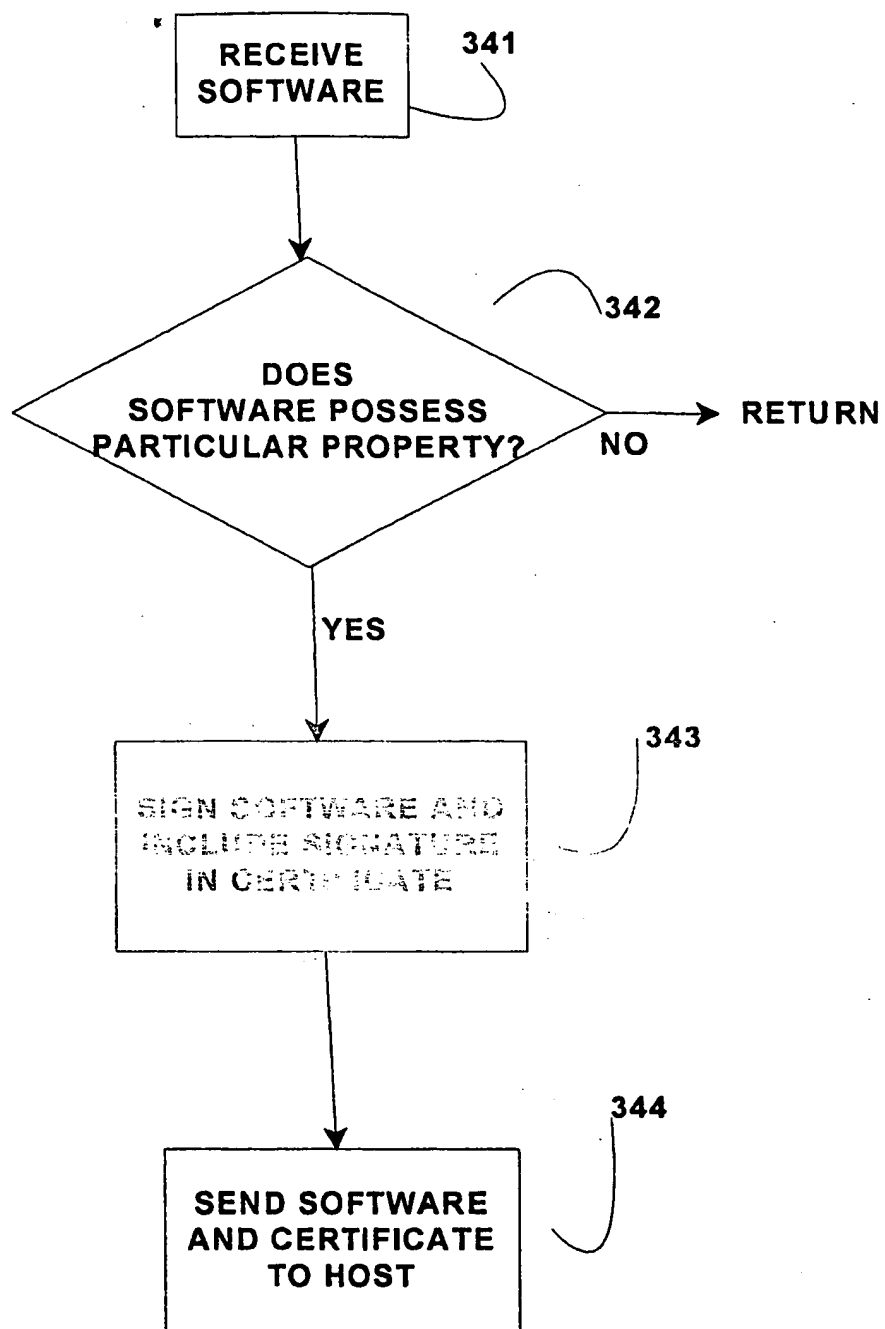 RECEIVE
SOFTWARE
341
342
DOES
SOFTWARE POSSESS
PARTICULAR PROPERTY?
NO
RETURN
YES
343
SIGN SOFTWARE AND
INCLUDE SIGNATURE
IN CERTIFICATE
344
SEND SOFTWARE
AND CERTIFICATE
TO HOST